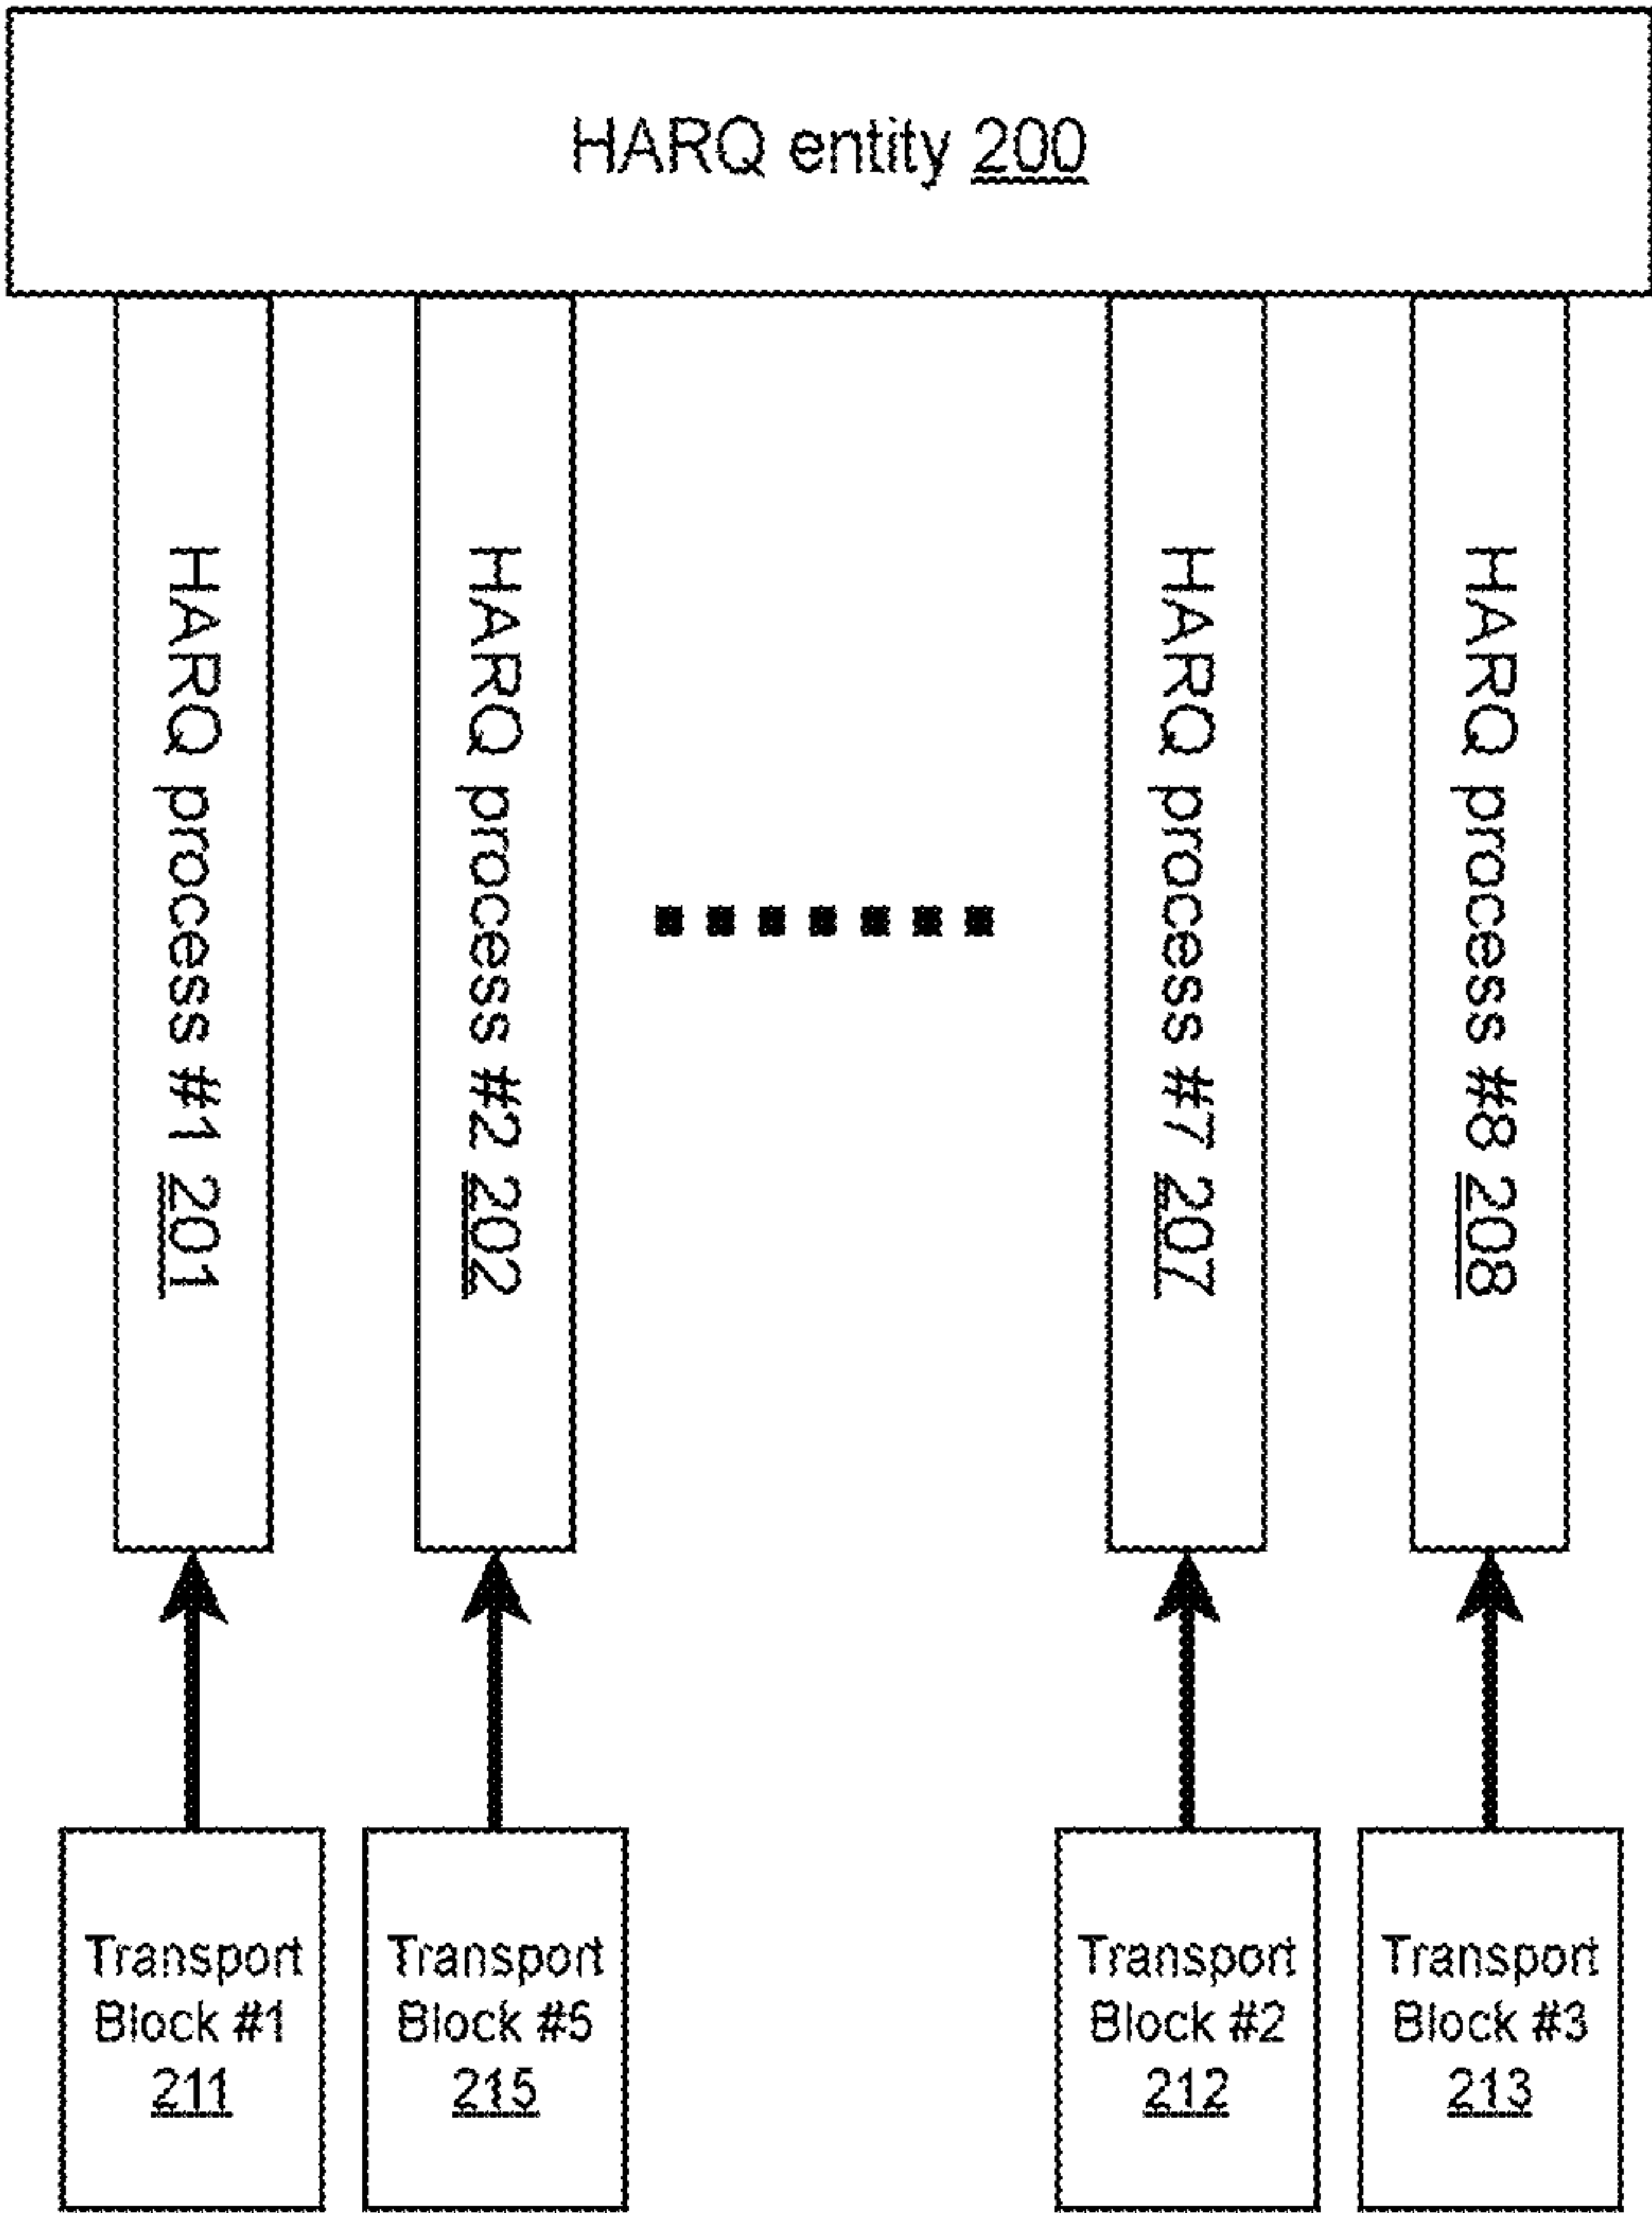 HARQ entity 200
HARQ process #1 201
HARQ process #2 202
HARQ process #7 207
HARQ process #8 208
Transport
Block #1
211
Transport
Block #5
215
Transport
Block #2
212
Transport
Block #3
213